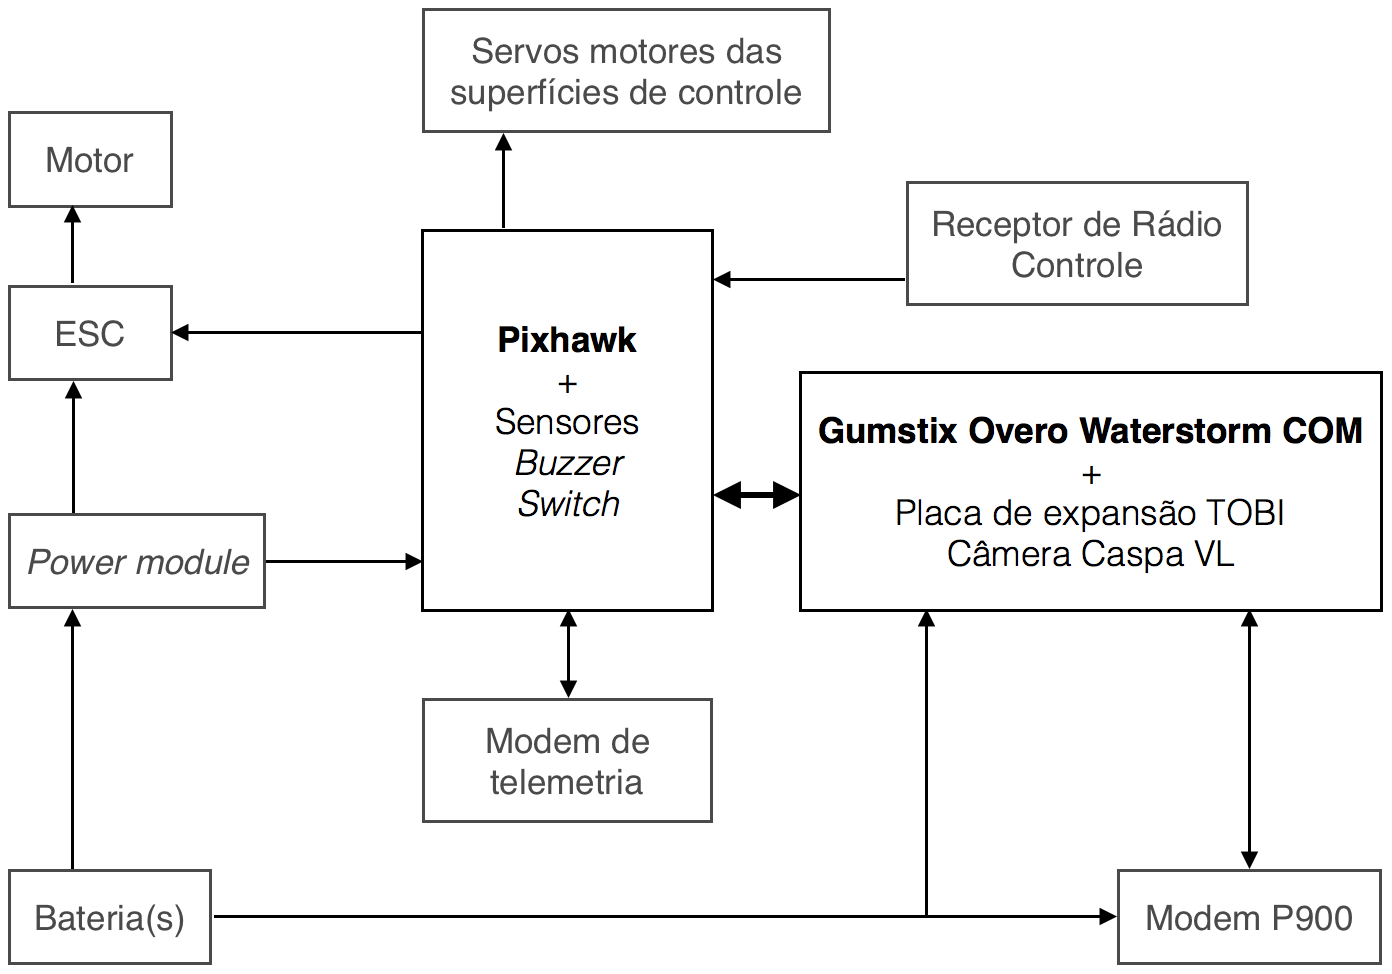 Servos motores das
superfícies de controle
Motor
Receptor de Rádio
Controle
ESC
Pixhawk
+
Sensores
Buzzer
Switch
Gumstix Overo Waterstorm COM
+
Placa de expansão TOBI
Câmera Caspa VL
Power module
Modem de
telemetria
Bateria(s)
Modem P900